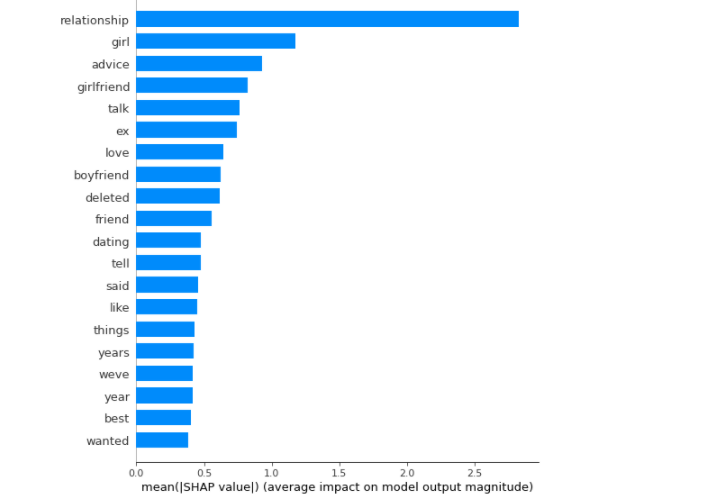 relationship
girl
advice
girlfriend
talk
ex
love
boyfriend
deleted
friend
dating
tell
said
like
things
years
weve
year
best
wanted
0.0 0.5 1.0 1.5 2.0 2.5
mean(|SHAP value|) (average impact on model output magnitude)